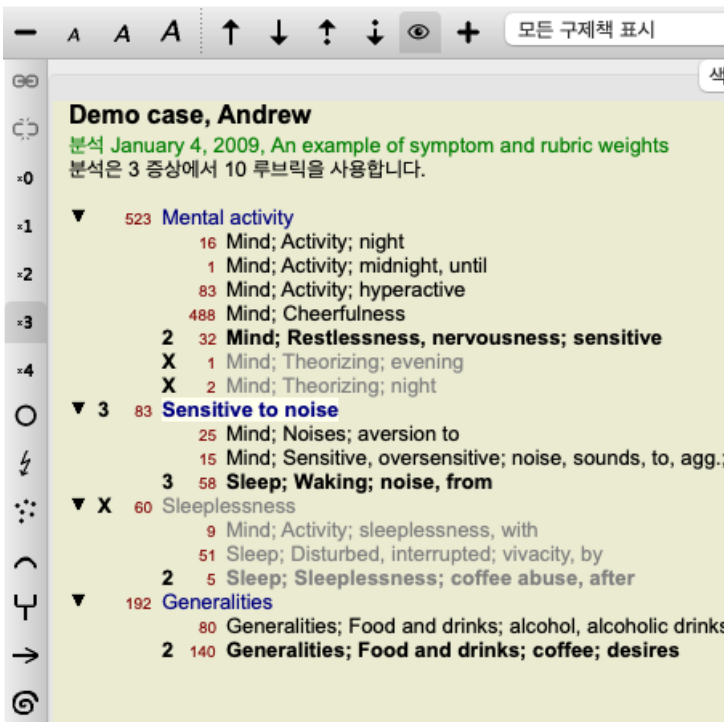 A A A 모든 구제책 표시
색
Demo case, Andrew
분석 January 4, 2009, An example of symptom and rubric weights
분석은 3 증상에서 10 루브릭을 사용합니다.
×0
×1
×2
×3
×4
▼ 523 Mental activity
16 Mind; Activity; night
1 Mind; Activity; midnight, until
83 Mind; Activity; hyperactive
488 Mind; Cheerfulness
2 32 Mind; Restlessness, nervousness; sensitive
X 1 Mind; Theorizing; evening
X 2 Mind; Theorizing; night
▼ 3 83 Sensitive to noise
25 Mind; Noises; aversion to
15 Mind; Sensitive, oversensitive; noise, sounds, to, agg.;
3 58 Sleep; Waking; noise, from
▼ X 60 Sleeplessness
9 Mind; Activity; sleeplessness, with
51 Sleep; Disturbed, interrupted; vivacity, by
2 5 Sleep; Sleeplessness; coffee abuse, after
▼ 192 Generalities
80 Generalities; Food and drinks; alcohol, alcoholic drinks
2 140 Generalities; Food and drinks; coffee; desires